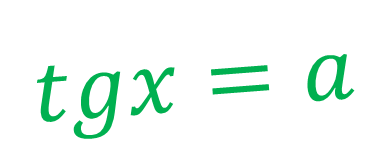 tgx = a